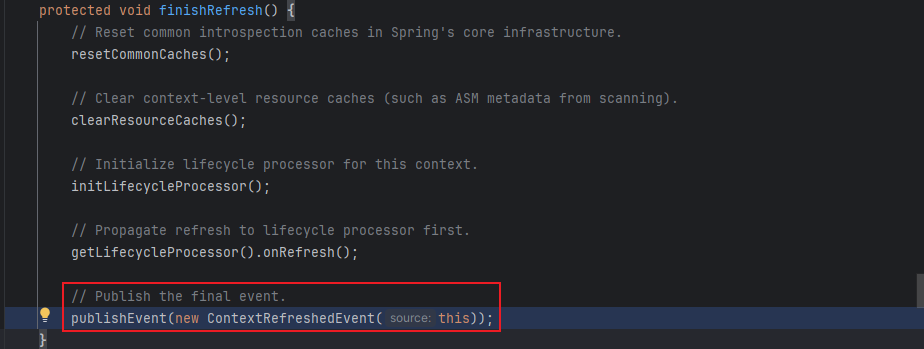 protected void finishRefresh() {
// Reset common introspection caches in Spring's core infrastructure.
resetCommonCaches();
// Clear context-level resource caches (such as ASM metadata from scanning).
clearResourceCaches();
// Initialize lifecycle processor for this context.
initLifecycleProcessor();
// Propagate refresh to lifecycle processor first.
getLifecycleProcessor().onRefresh();
// Publish the final event.
publishEvent(new ContextRefreshedEvent( source: this));
}